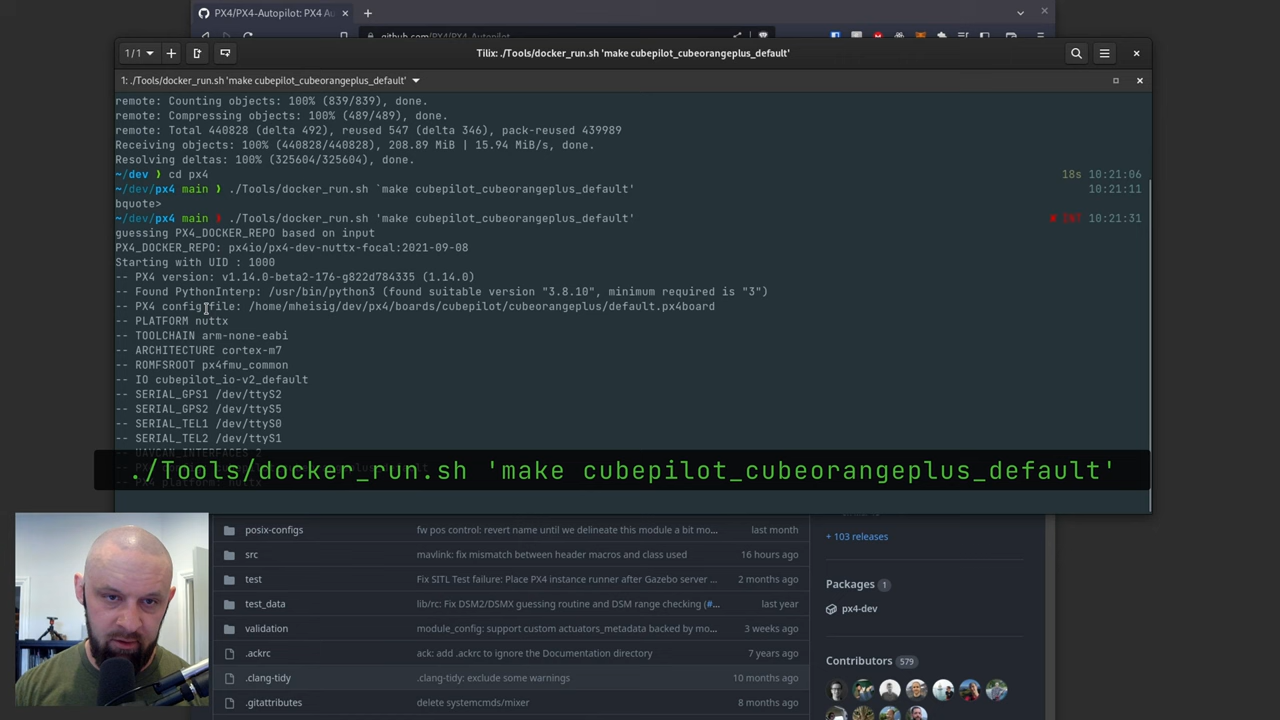 PX4/PX4-Autopilot: PX4 A
github.com/PX4/PX4-Autopilot
1/1
Tilix: ./Tools/docker_run.sh 'make cubepilot_cubeorangeplus_default'
1: ./Tools/docker_run.sh 'make cubepilot_cubeorangeplus_default'
remote: Counting objects: 100% (839/839), done.
remote: Compressing objects: 100% (489/489), done.
remote: Total 440828 (delta 492), reused 547 (delta 346), pack-reused 439989
Receiving objects: 100% (440828/440828), 208.89 MiB | 15.94 MiB/s, done.
Resolving deltas: 100% (325604/325604), done.
~/dev ❯ cd px4 18s 10:21:06
~/dev/px4 main ❯ ./Tools/docker_run.sh `make cubepilot_cubeorangeplus_default' 10:21:11
bquote>
~/dev/px4 main ❯ ./Tools/docker_run.sh 'make cubepilot_cubeorangeplus_default' 10:21:31
guessing PX4_DOCKER_REPO based on input
PX4_DOCKER_REPO: px4io/px4-dev-nuttx-focal:2021-09-08
Starting with UID : 1000
-- PX4 version: v1.14.0-beta2-176-g822d784335 (1.14.0)
-- Found PythonInterp: /usr/bin/python3 (found suitable version "3.8.10", minimum required is "3")
-- PX4 config file: /home/mheisig/dev/px4/boards/cubepilot/cubeorangeplus/default.px4board
-- PLATFORM nuttx
-- TOOLCHAIN arm-none-eabi
-- ARCHITECTURE cortex-m7
-- ROMFSROOT px4fmu_common
-- IO cubepilot_io-v2_default
-- SERIAL_GPS1 /dev/ttyS2
-- SERIAL_GPS2 /dev/ttyS5
-- SERIAL_TEL1 /dev/ttyS0
-- SERIAL_TEL2 /dev/ttyS1
-- UAVCAN_INTERFACES 2
./Tools/docker_run.sh 'make cubepilot_cubeorangeplus_default'
-- PX4 platform: nuttx
posix-configs fw pos control: revert name until we delineate this module a bit mo... last month
+ 103 releases
src mavlink: fix mismatch between header macros and class used 16 hours ago
test Fix SITL Test failure: Place PX4 instance runner after Gazebo server ... 2 months ago
Packages 1
test_data lib/rc: Fix DSM2/DSMX guessing routine and DSM range checking (#... last year
px4-dev
validation module_config: support custom actuators_metadata backed by mo... 3 weeks ago
.ackrc ack: add .ackrc to ignore the Documentation directory 7 years ago
Contributors 579
.clang-tidy .clang-tidy: exclude some warnings 10 months ago
.gitattributes delete systemcmds/mixer 8 months ago